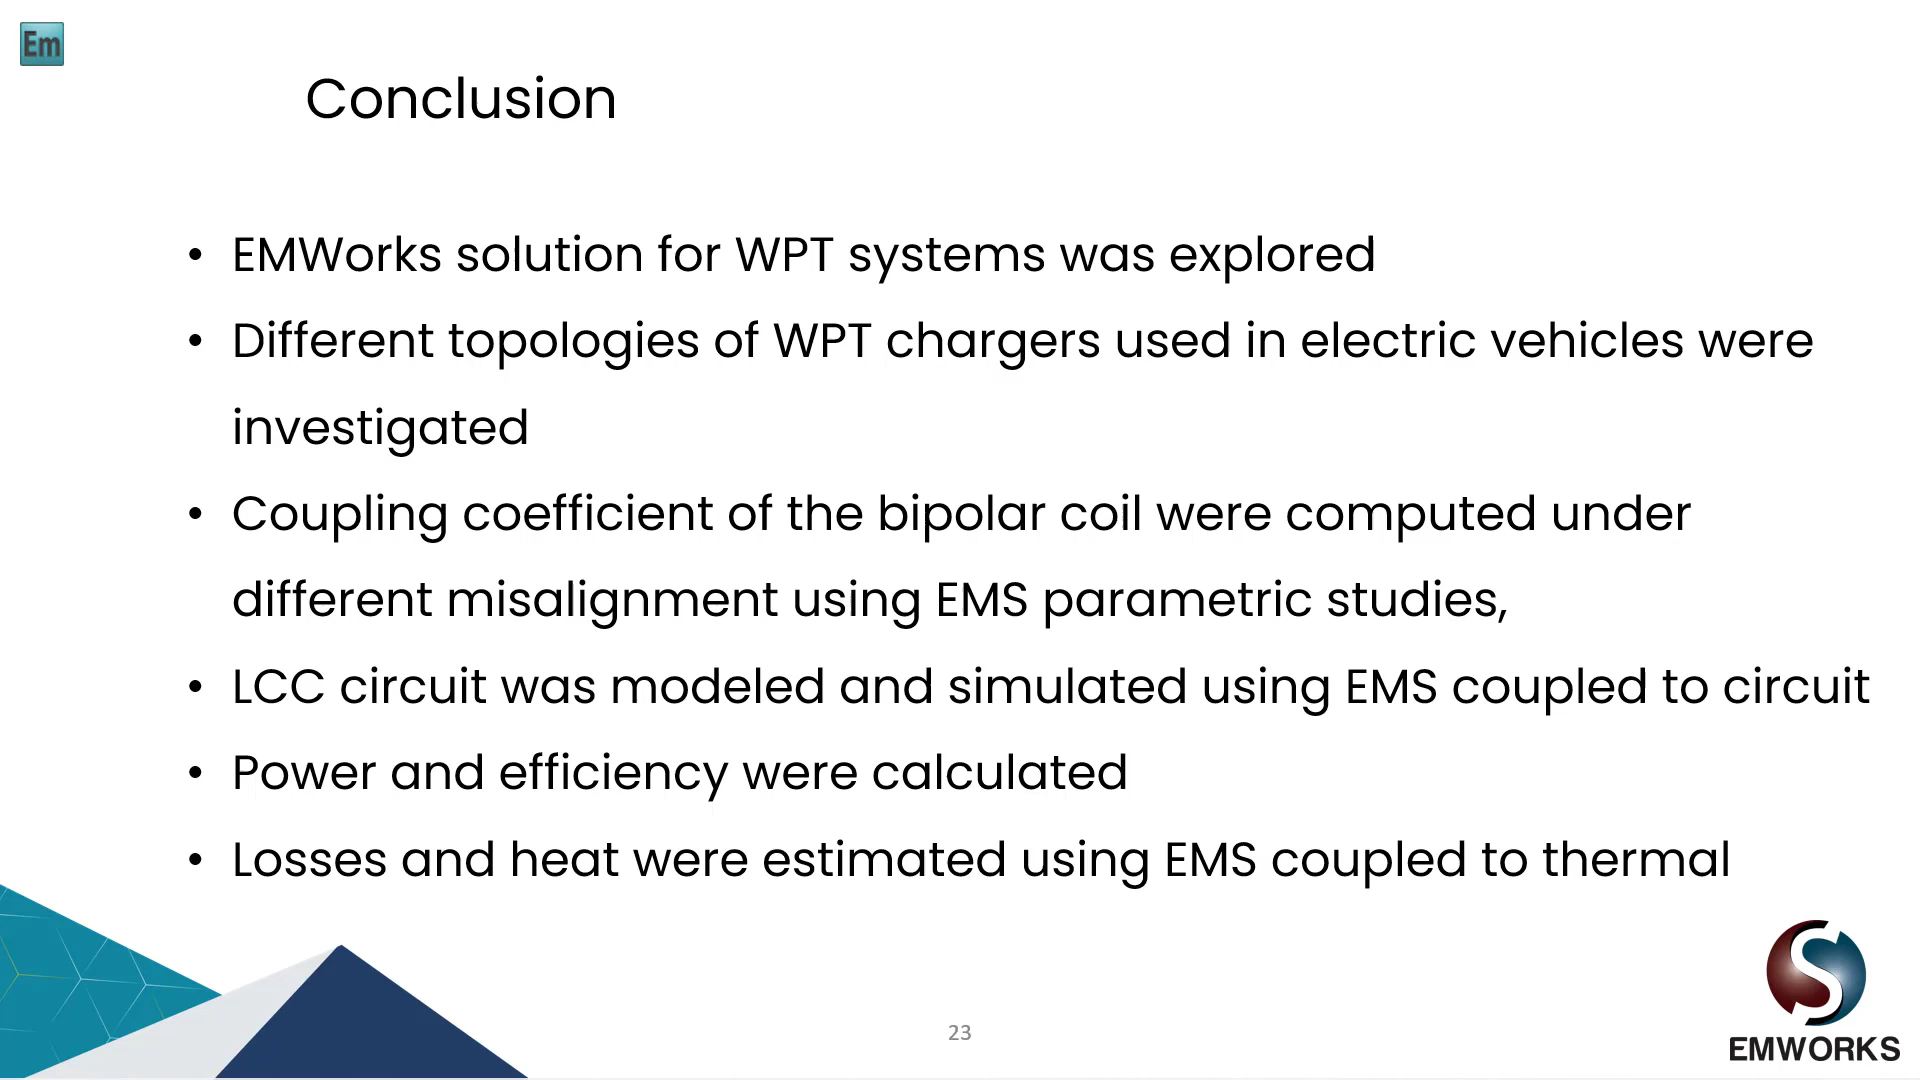 Em
Conclusion
• EMWorks solution for WPT systems was explored
• Different topologies of WPT chargers used in electric vehicles were
investigated
• Coupling coefficient of the bipolar coil were computed under
different misalignment using EMS parametric studies,
• LCC circuit was modeled and simulated using EMS coupled to circuit
• Power and efficiency were calculated
• Losses and heat were estimated using EMS coupled to thermal
23
EMWORKS